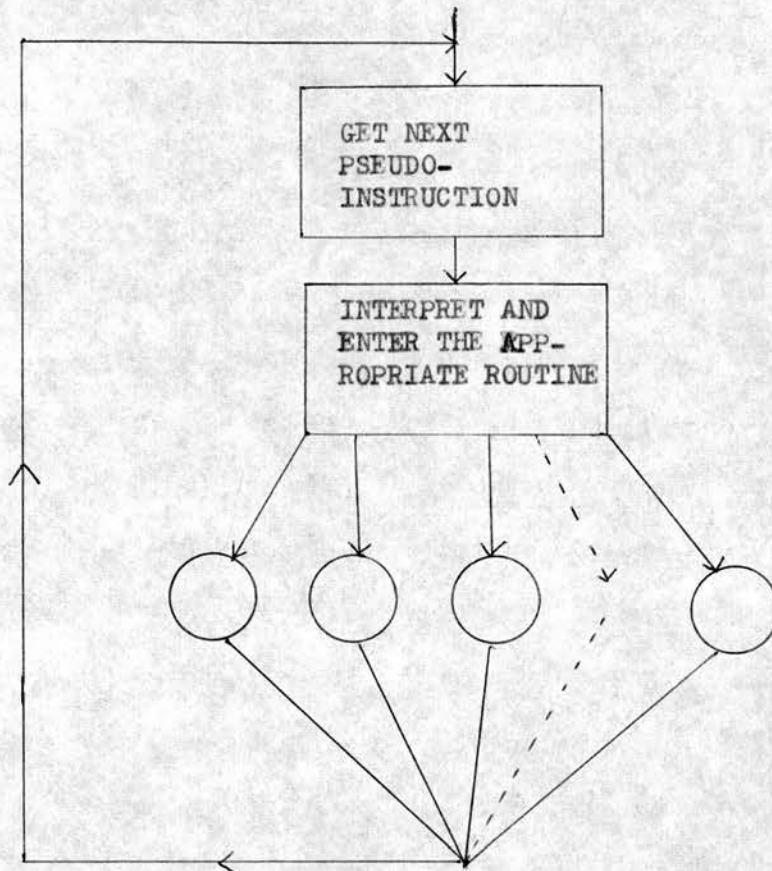 GET NEXT
PSEUDO-
INSTRUCTION
INTERPRET AND
ENTER THE APP-
ROPRIATE ROUTINE